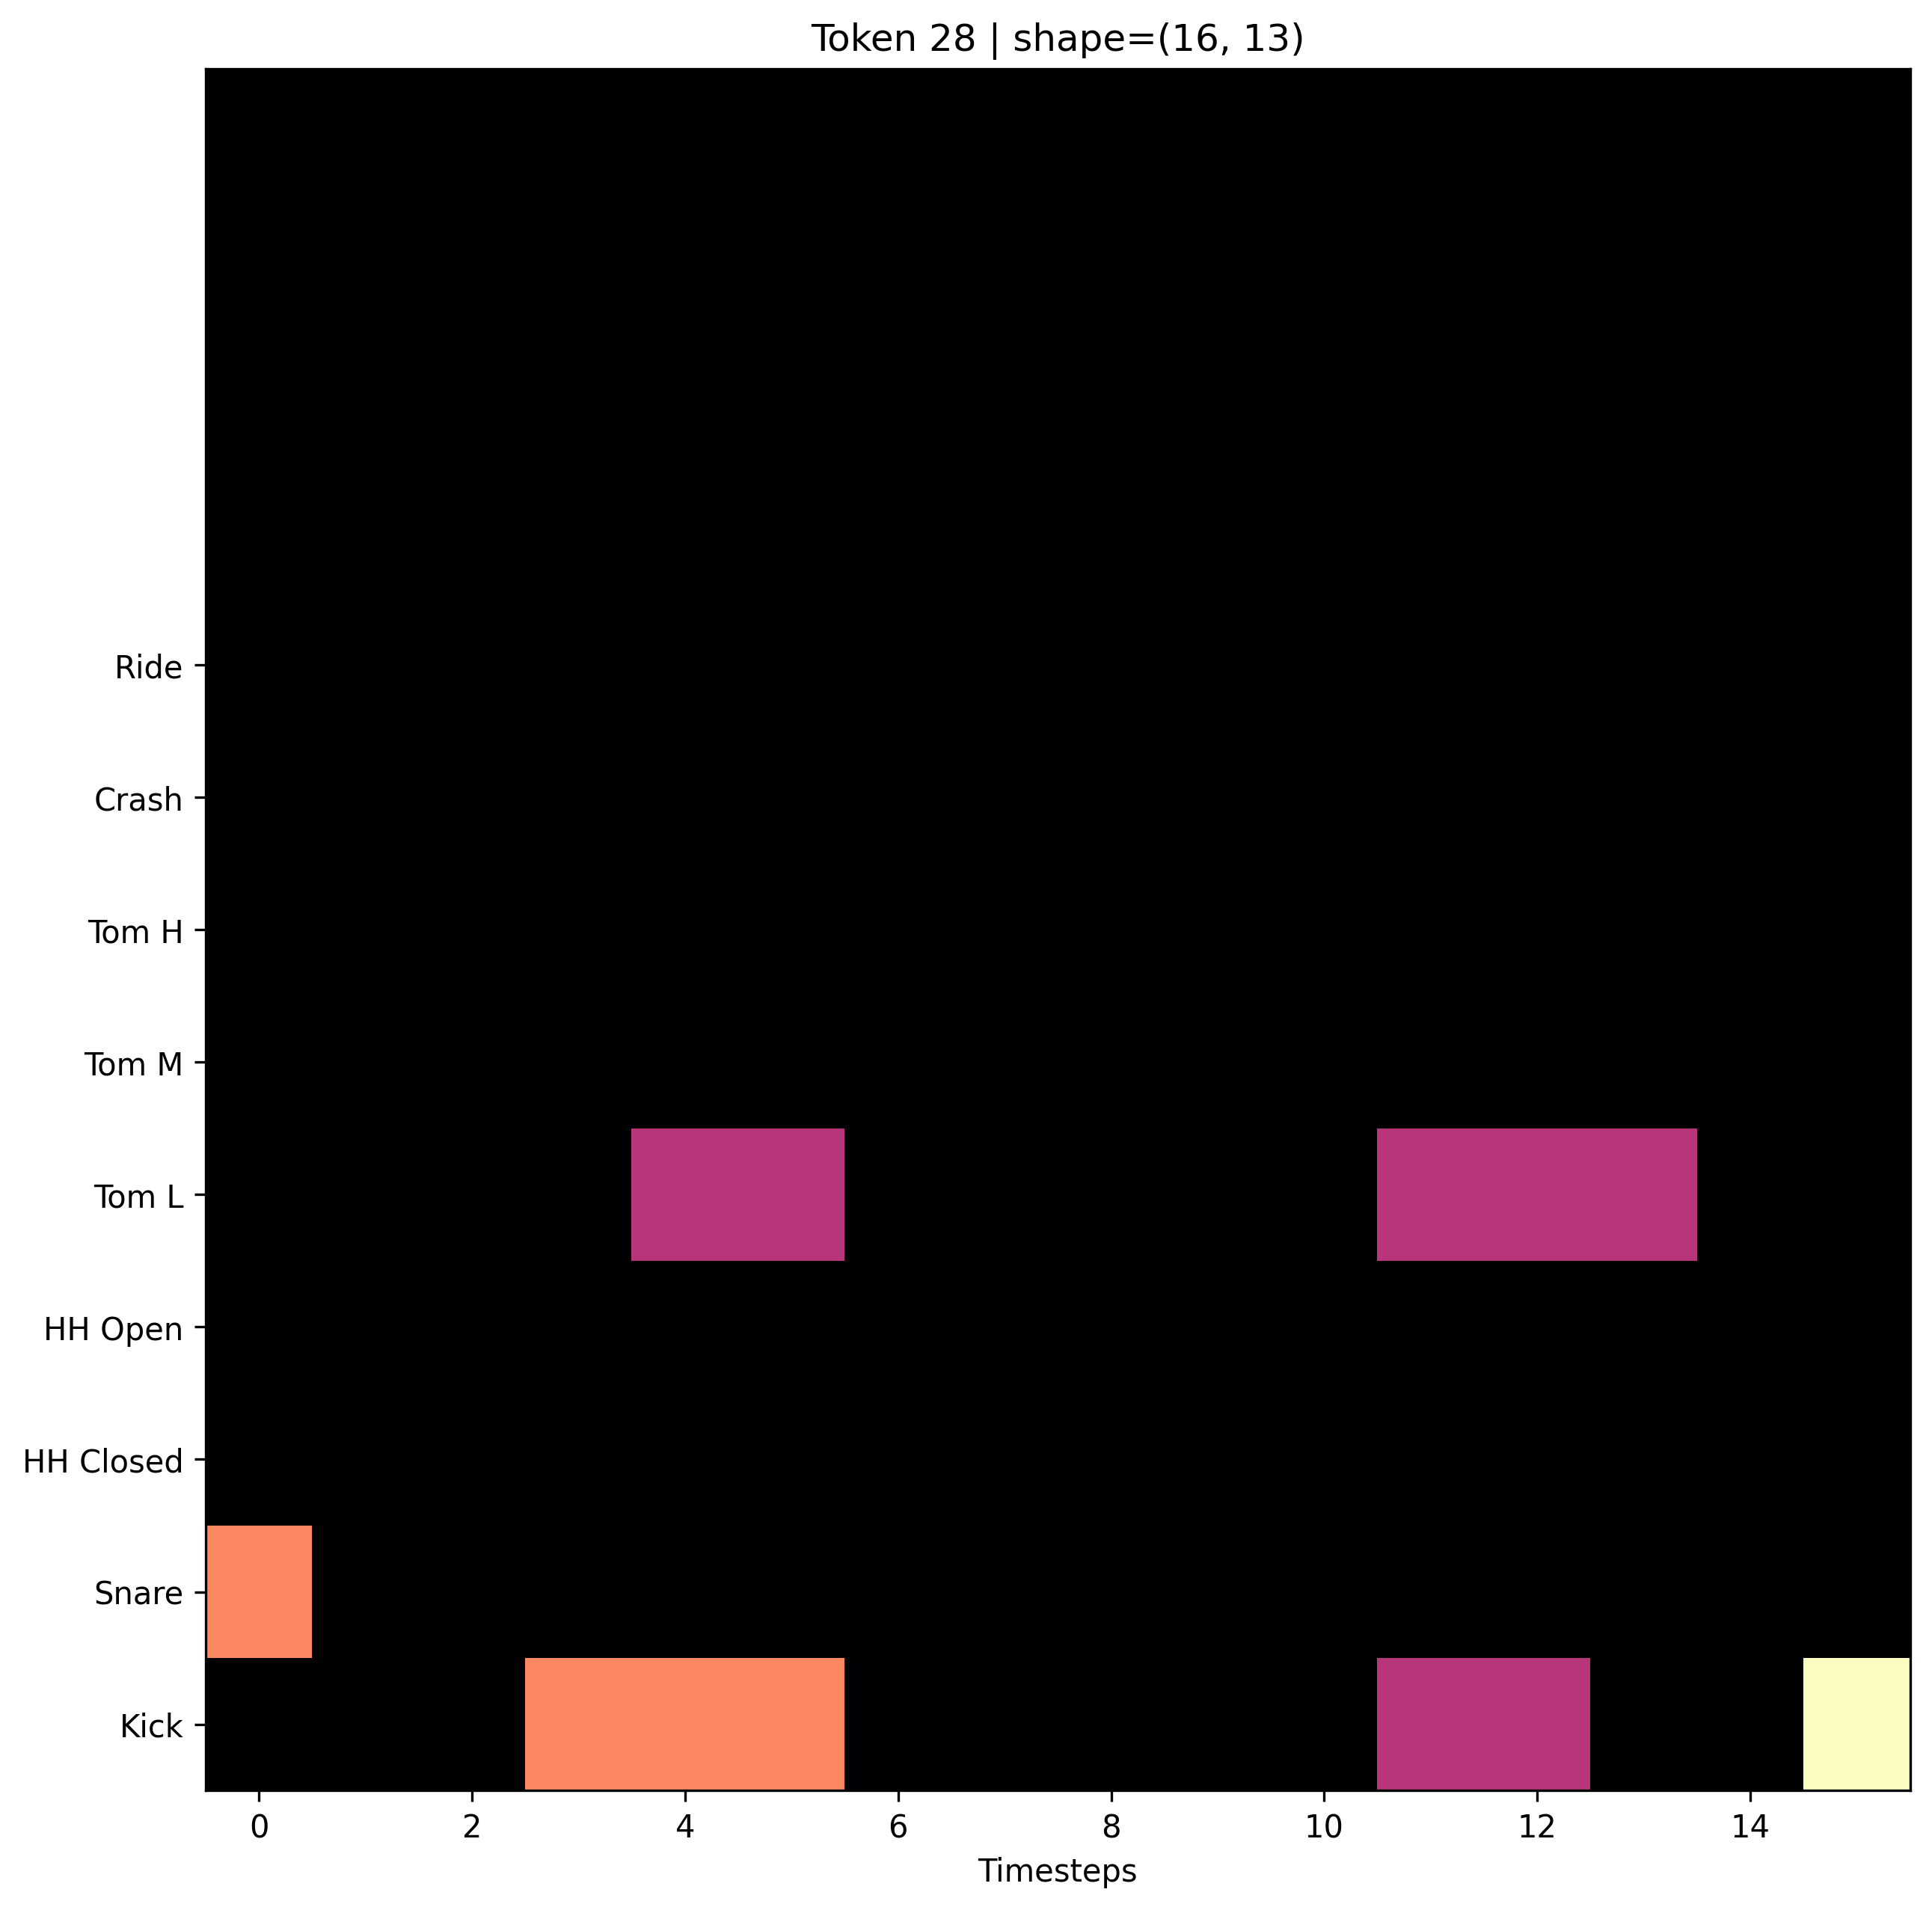 Token 28 | shape=(16, 13)
Ride
Crash
Tom H
Tom M
Tom L
HH Open
HH Closed
Snare
Kick
0 2 4 6 8 10 12 14
Timesteps